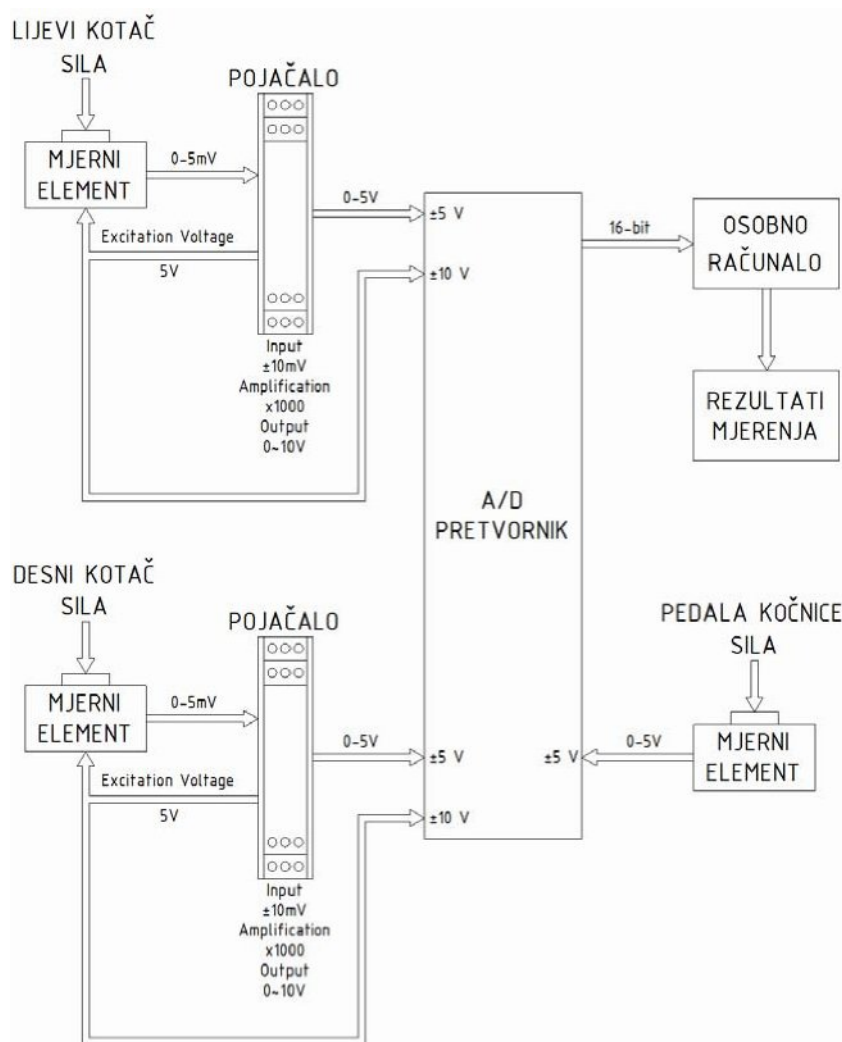 LIJEVI KOTAČ
SILA
POJAČALO
MJERNI
ELEMENT
0-5mV
0-5V
±5 V
Excitation Voltage
5V
±10 V
Input
±10mV
Amplification
x1000
Output
0~10V
16-bit
OSOBNO
RAČUNALO
REZULTATI
MJERENJA
A/D
PRETVORNIK
DESNI KOTAČ
SILA
POJAČALO
MJERNI
ELEMENT
0-5mV
0-5V
±5 V
Excitation Voltage
5V
±10 V
Input
±10mV
Amplification
x1000
Output
0~10V
PEDALA KOČNICE
SILA
±5 V
0-5V
MJERNI
ELEMENT